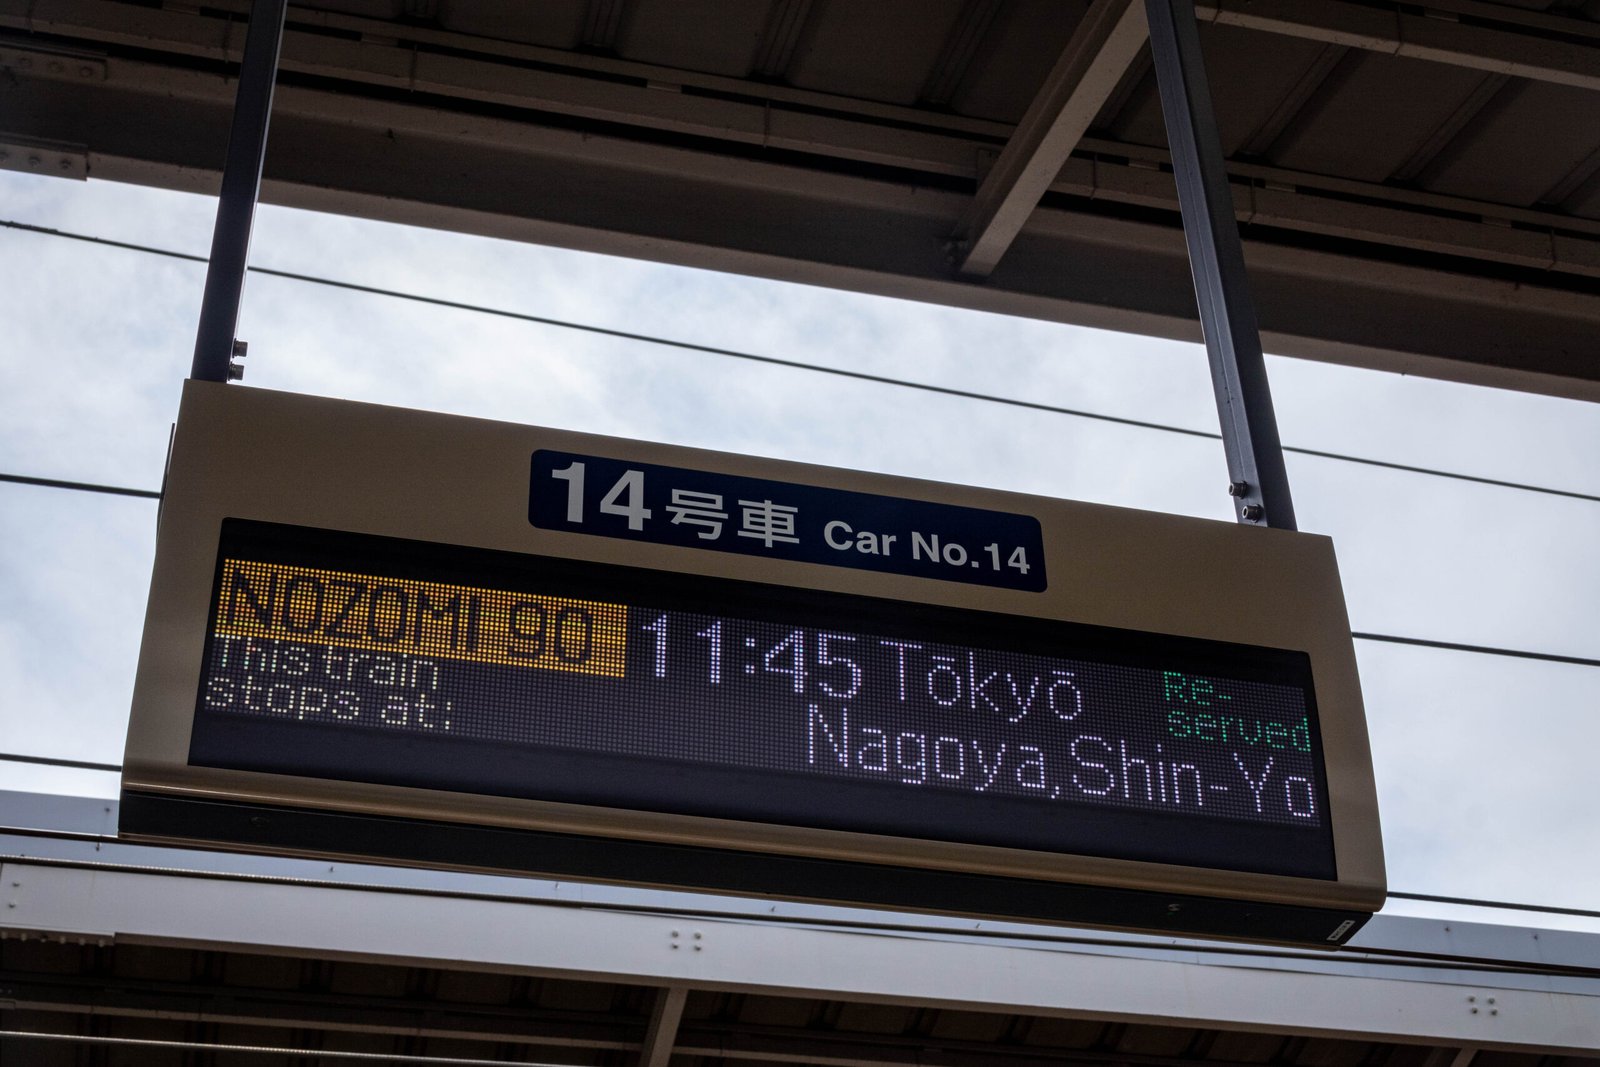 14号車 Car No.14
NOZOMI 90 11:45 Tōkyō Re-
served
This train
stops at: Nagoya,Shin-Yo